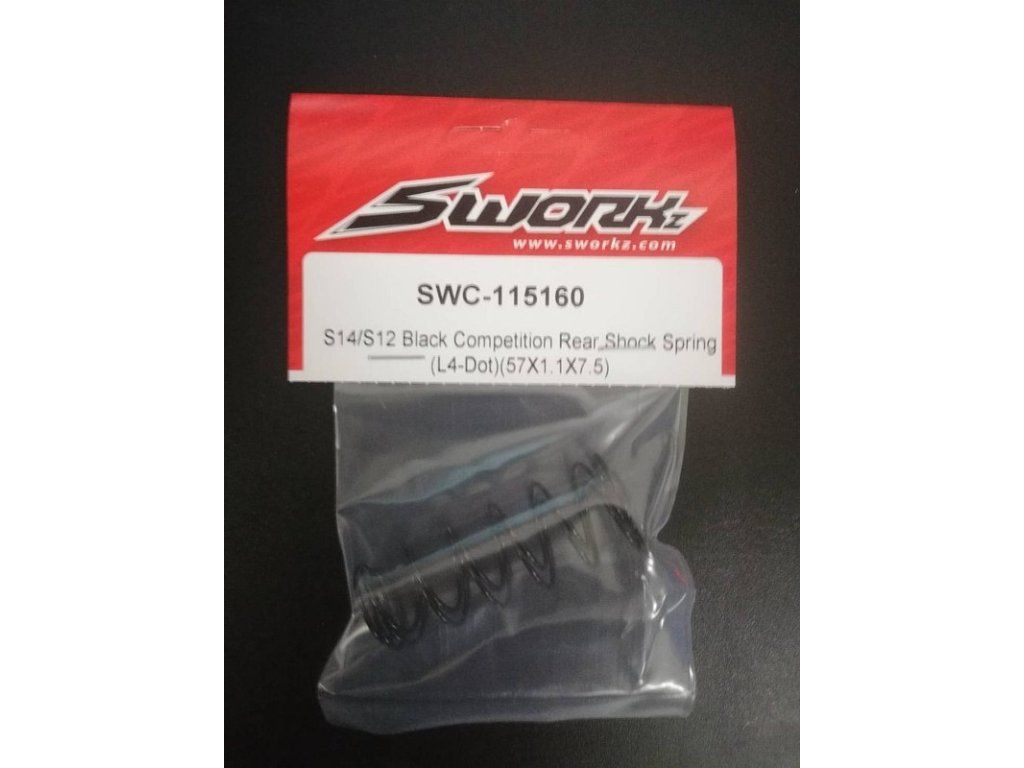 SWORKz
www.sworkz.com
SWC-115160
S14/S12 Black Competition Rear Shock Spring
(L4-Dot)(57X1.1X7.5)